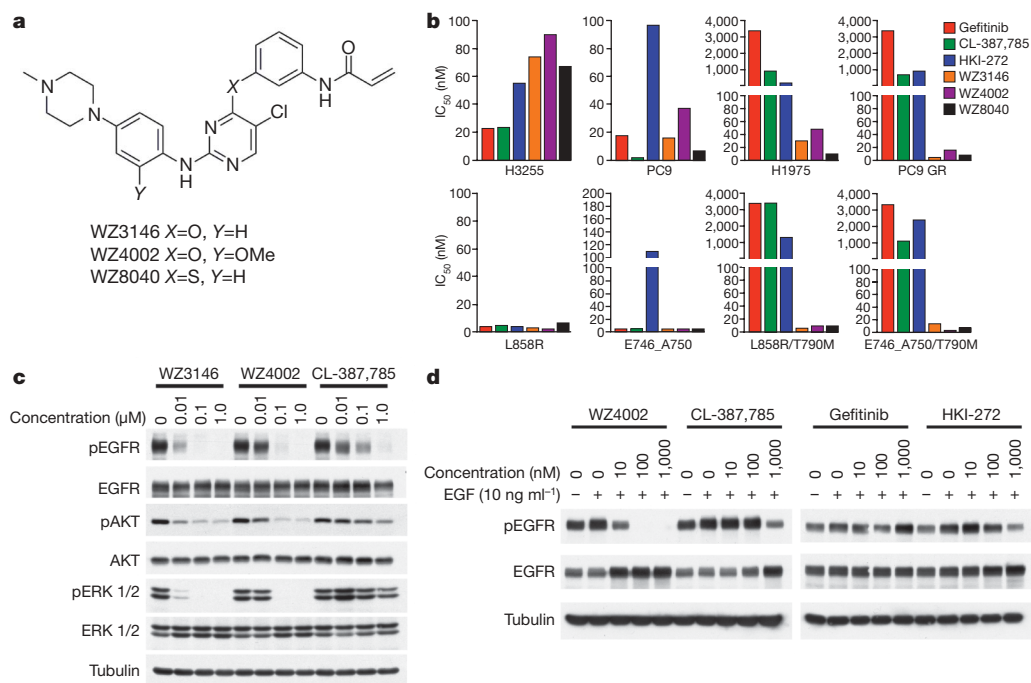 a
O
N
H
X
N
N
Cl
N
N
N
H
Y
WZ3146 X=O, Y=H
WZ4002 X=O, Y=OMe
WZ8040 X=S, Y=H
b
IC50 (nM)
100
80
60
40
20
0
H3255
100
80
60
40
20
0
PC9
4,000
3,000
1,000
100
80
60
40
20
0
H1975
4,000
3,000
1,000
100
80
60
40
20
0
PC9 GR
Gefitinib
CL-387,785
HKI-272
WZ3146
WZ4002
WZ8040
IC50 (nM)
100
80
60
40
20
0
L858R
200
180
160
140
120
100
100
80
60
40
20
0
E746_A750
4,000
3,000
1,000
100
80
60
40
20
0
L858R/T790M
4,000
3,000
1,000
100
80
60
40
20
0
E746_A750/T790M
c
WZ3146 WZ4002 CL-387,785
Concentration (μM) 0 0.01 0.1 1.0 0 0.01 0.1 1.0 0 0.01 0.1 1.0
pEGFR
EGFR
pAKT
AKT
pERK 1/2
ERK 1/2
Tubulin
d
WZ4002 CL-387,785 Gefitinib HKI-272
Concentration (nM) 0 0 10 100 1,000 0 0 10 100 1,000 0 0 10 100 1,000 0 0 10 100 1,000
EGF (10 ng ml−1) − + + + + − + + + + − + + + + − + + + +
pEGFR
EGFR
Tubulin